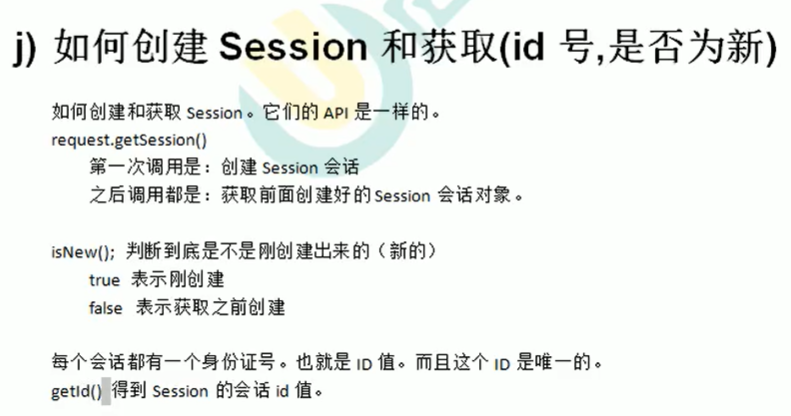 j) 如何创建 Session 和获取(id 号,是否为新)
如何创建和获取 Session。它们的 API 是一样的。
request.getSession()
第一次调用是：创建 Session 会话
之后调用都是：获取前面创建好的 Session 会话对象。
isNew(); 判断到底是不是刚创建出来的（新的）
true 表示刚创建
false 表示获取之前创建
每个会话都有一个身份证号。也就是 ID 值。而且这个 ID 是唯一的。
getId() 得到 Session 的会话 id 值。